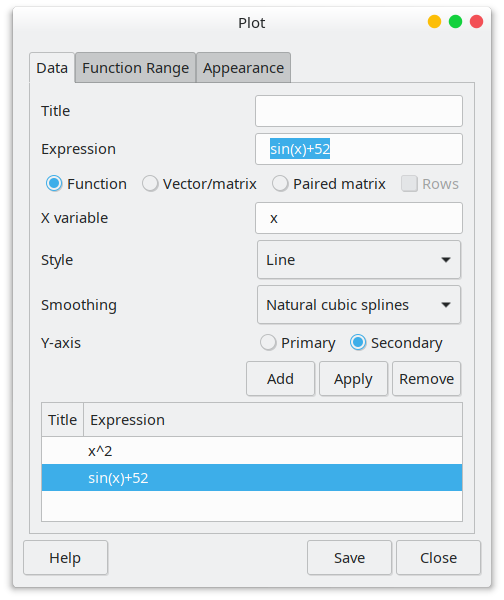 Plot
Data Function Range Appearance
Title
Expression sin(x)+52
Function Vector/matrix Paired matrix Rows
X variable x
Style Line
Smoothing Natural cubic splines
Y-axis Primary Secondary
Add Apply Remove
Title Expression
x^2
sin(x)+52
Help Save Close